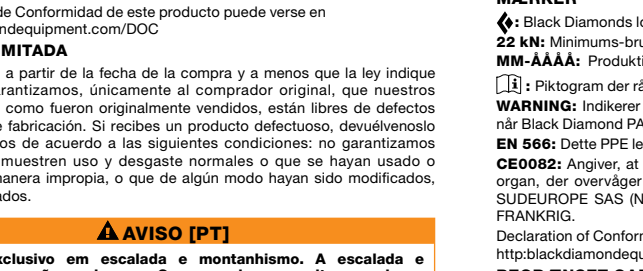 de Conformidad de este producto puede verse en
ndequipment.com/DOC
IMITADA
a partir de la fecha de la compra y a menos que la ley indique
rantizamos, únicamente al comprador original, que nuestros
como fueron originalmente vendidos, están libres de defectos
e fabricación. Si recibes un producto defectuoso, devuélvenoslo
os de acuerdo a las siguientes condiciones: no garantizamos
muestren uso y desgaste normales o que se hayan usado o
manera impropia, o que de algún modo hayan sido modificados,
ados.
AVISO [PT]
xclusivo em escalada e montanhismo. A escalada e
MÆRKER
: Black Diamonds lo
22 kN: Minimums-bru
MM-ÅÅÅÅ: Produkti
: Piktogram der rå
WARNING: Indikerer
når Black Diamond PA
EN 566: Dette PPE le
CE0082: Angiver, at
organ, der overvåger
SUDEUROPE SAS (N
FRANKRIG.
Declaration of Conform
http:blackdiamondequ